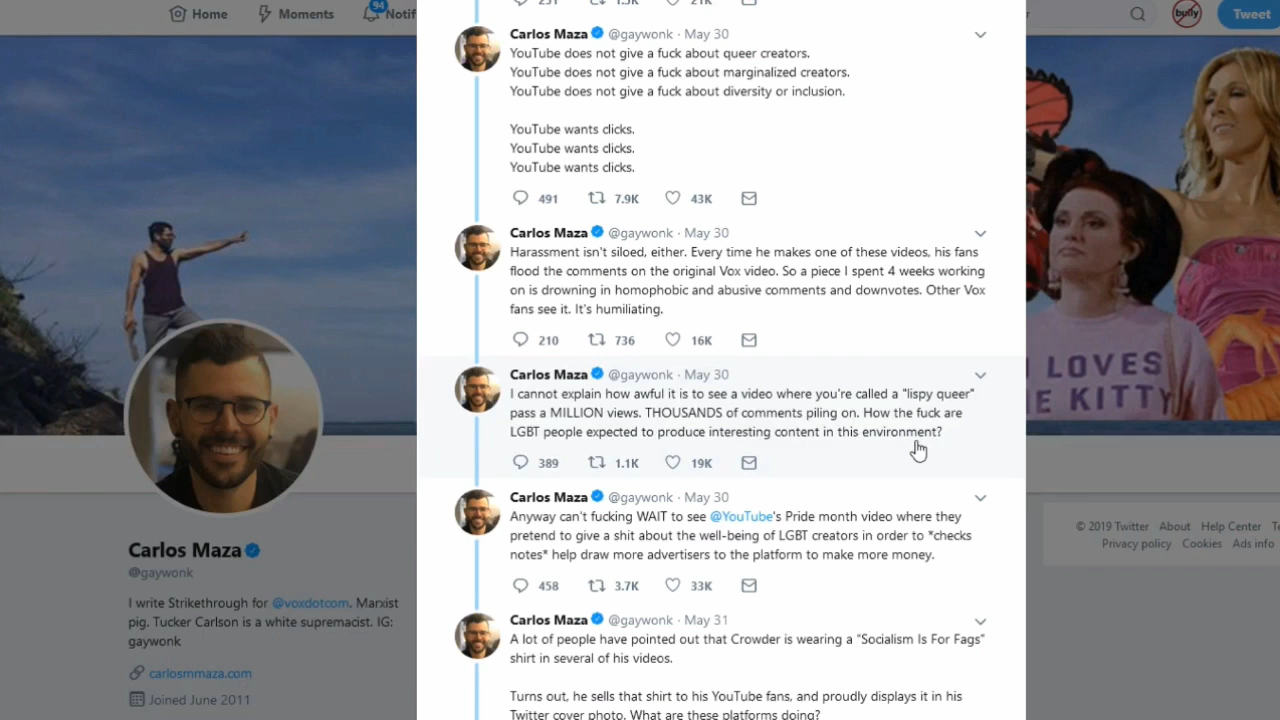 Home
Moments
94
Notif
bully
Tweet
251 1.5K 21K
Carlos Maza @gaywonk · May 30
YouTube does not give a fuck about queer creators.
YouTube does not give a fuck about marginalized creators.
YouTube does not give a fuck about diversity or inclusion.
YouTube wants clicks.
YouTube wants clicks.
YouTube wants clicks.
491 7.9K 43K
Carlos Maza @gaywonk · May 30
Harassment isn't siloed, either. Every time he makes one of these videos, his fans
flood the comments on the original Vox video. So a piece I spent 4 weeks working
on is drowning in homophobic and abusive comments and downvotes. Other Vox
fans see it. It's humiliating.
210 736 16K
Carlos Maza @gaywonk · May 30
I cannot explain how awful it is to see a video where you're called a "lispy queer"
pass a MILLION views. THOUSANDS of comments piling on. How the fuck are
LGBT people expected to produce interesting content in this environment?
389 1.1K 19K
Carlos Maza @gaywonk · May 30
Anyway can't fucking WAIT to see @YouTube's Pride month video where they
pretend to give a shit about the well-being of LGBT creators in order to *checks
notes* help draw more advertisers to the platform to make more money.
458 3.7K 33K
Carlos Maza @gaywonk · May 31
A lot of people have pointed out that Crowder is wearing a "Socialism Is For Fags"
shirt in several of his videos.
Turns out, he sells that shirt to his YouTube fans, and proudly displays it in his
Twitter cover photo. What are these platforms doing?
Carlos Maza
@gaywonk
I write Strikethrough for @voxdotcom. Marxist
pig. Tucker Carlson is a white supremacist. IG:
gaywonk
carlosmmaza.com
Joined June 2011
LOVES
KITTY
© 2019 Twitter About Help Center
Privacy policy Cookies Ads info